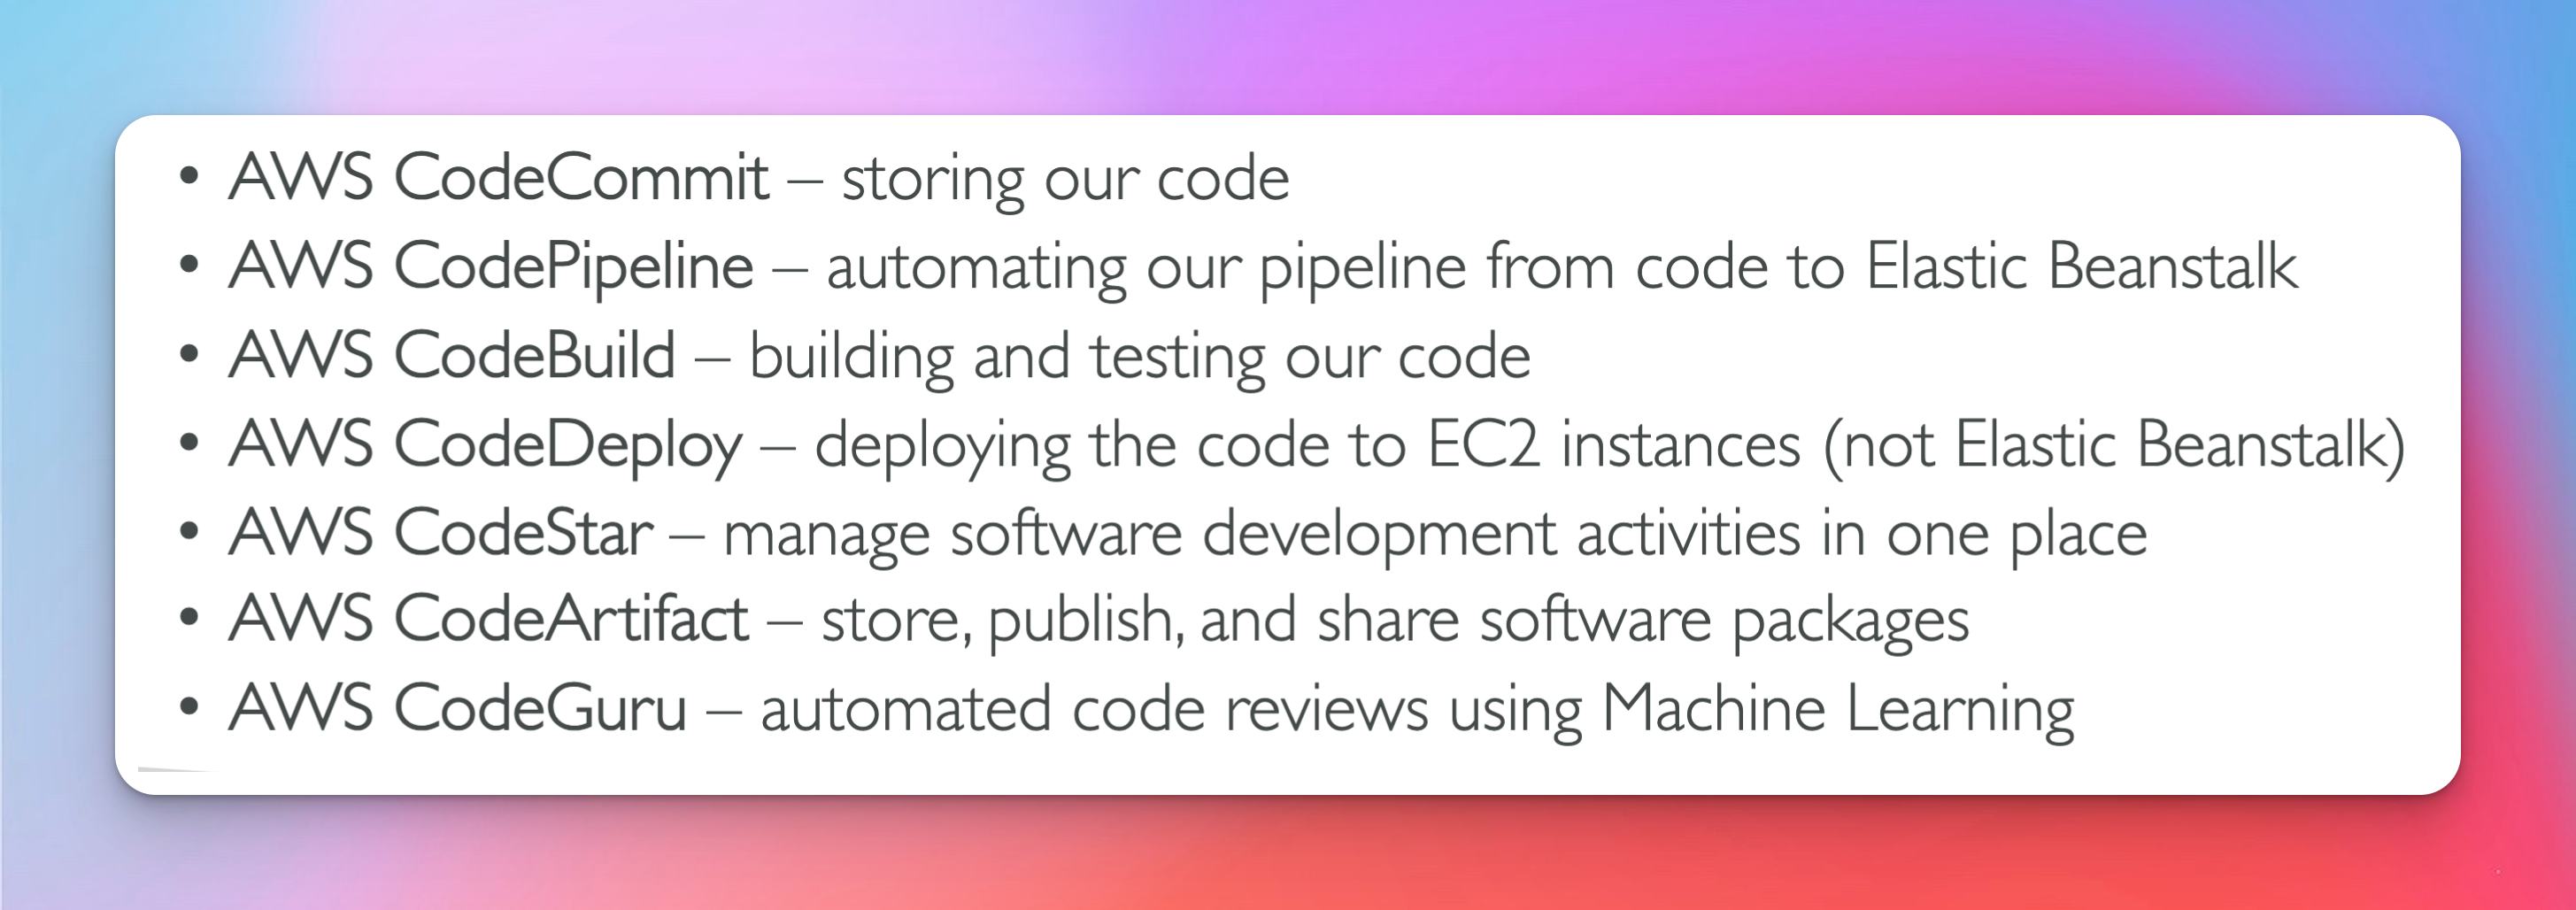 • AWS CodeCommit – storing our code
• AWS CodePipeline – automating our pipeline from code to Elastic Beanstalk
• AWS CodeBuild – building and testing our code
• AWS CodeDeploy – deploying the code to EC2 instances (not Elastic Beanstalk)
• AWS CodeStar – manage software development activities in one place
• AWS CodeArtifact – store, publish, and share software packages
• AWS CodeGuru – automated code reviews using Machine Learning